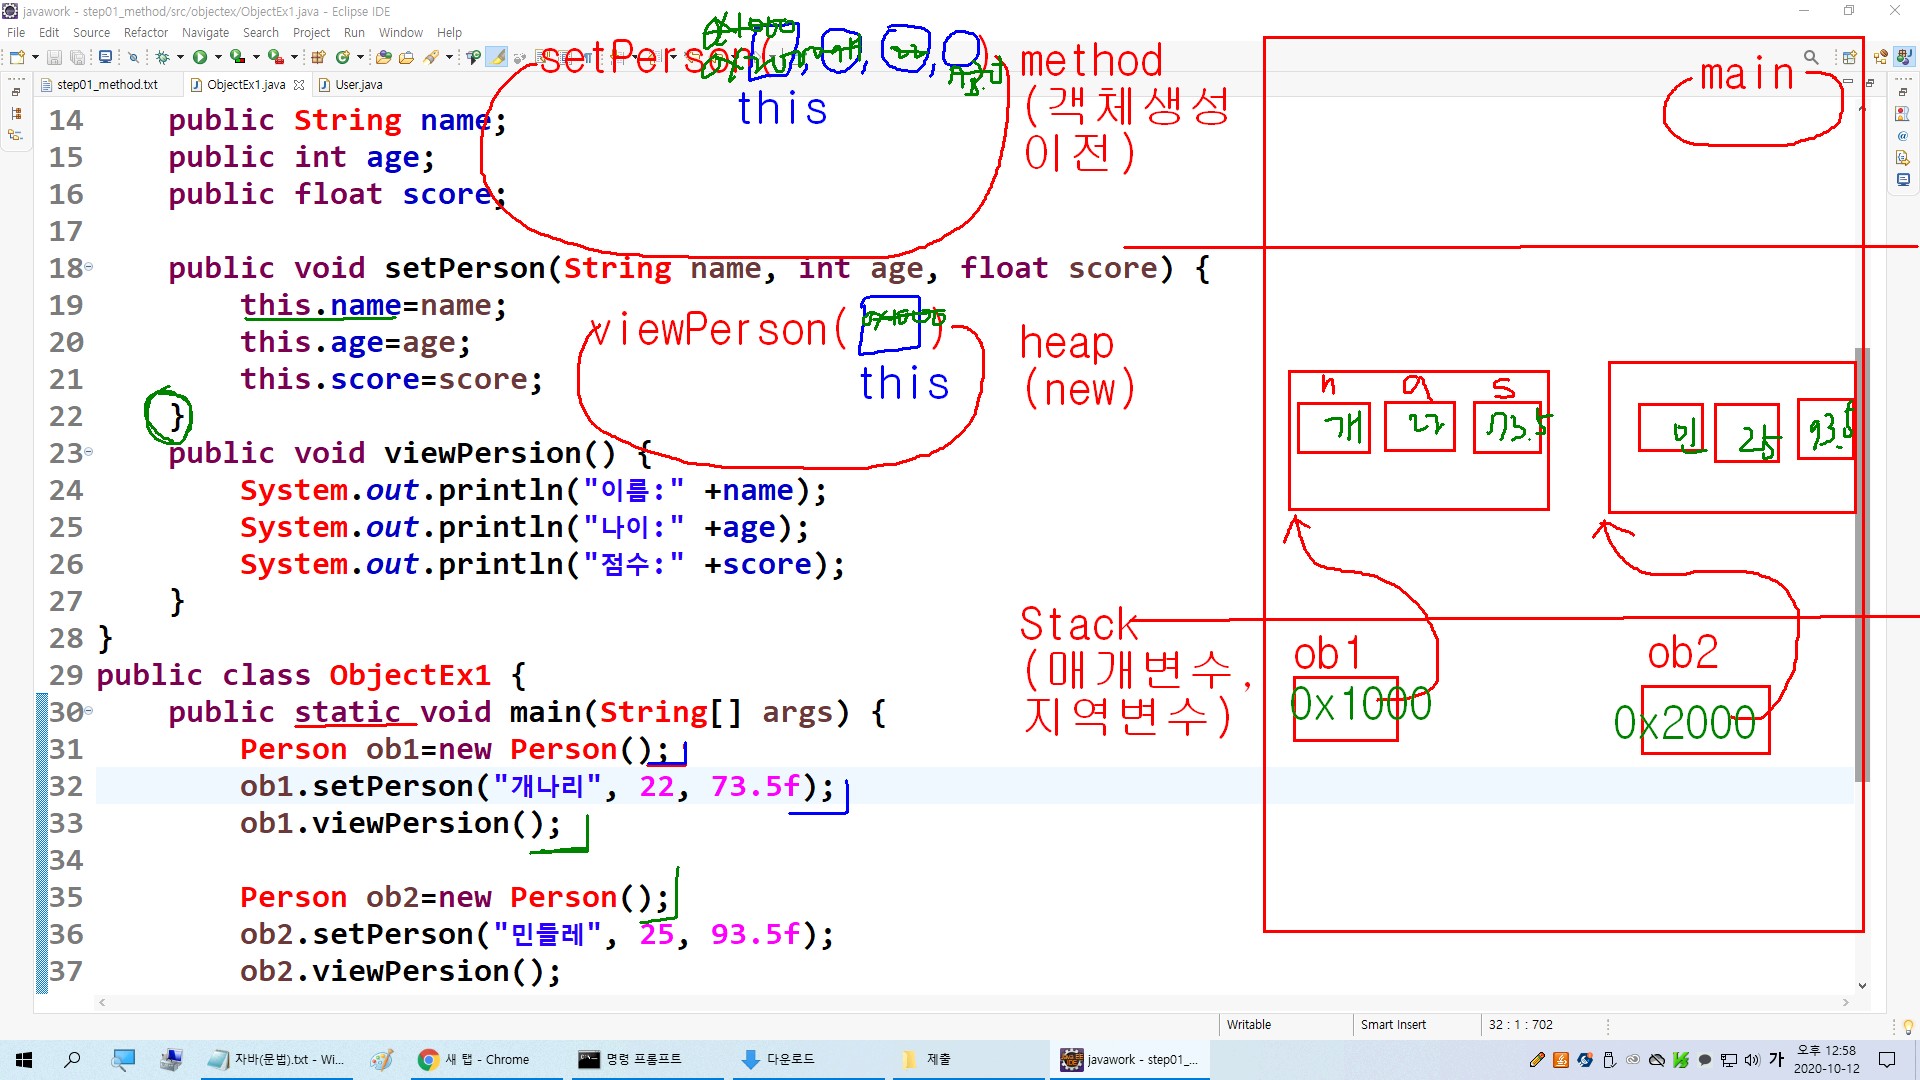 javawork - step01_method/src/objectex/ObjectEx1.java - Eclipse IDE
File Edit Source Refactor Navigate Search Project Run Window Help
step01_method.txt ObjectEx1.java User.java
14 public String name;
15 public int age;
16 public float score;
17
18 public void setPerson(String name, int age, float score) {
19 this.name=name;
20 this.age=age;
21 this.score=score;
22 }
23 public void viewPersion() {
24 System.out.println("이름:" +name);
25 System.out.println("나이:" +age);
26 System.out.println("점수:" +score);
27 }
28 }
29 public class ObjectEx1 {
30 public static void main(String[] args) {
31 Person ob1=new Person();
32 ob1.setPerson("개나리", 22, 73.5f);
33 ob1.viewPersion();
34
35 Person ob2=new Person();
36 ob2.setPerson("민들레", 25, 93.5f);
37 ob2.viewPersion();
setPerson( , , , )
this
viewPerson( )
this
method
(객체생성
이전)
heap
(new)
Stack
(매개변수,
지역변수)
main
n a s
개 22 73.5
민 25 93.5
ob1
0x1000
ob2
0x2000
Writable Smart Insert 32 : 1 : 702
자바(문법).txt - Wi... 새 탭 - Chrome 명령 프롬프트 다운로드 제출 javawork - step01_... 가 오후 12:58
2020-10-12